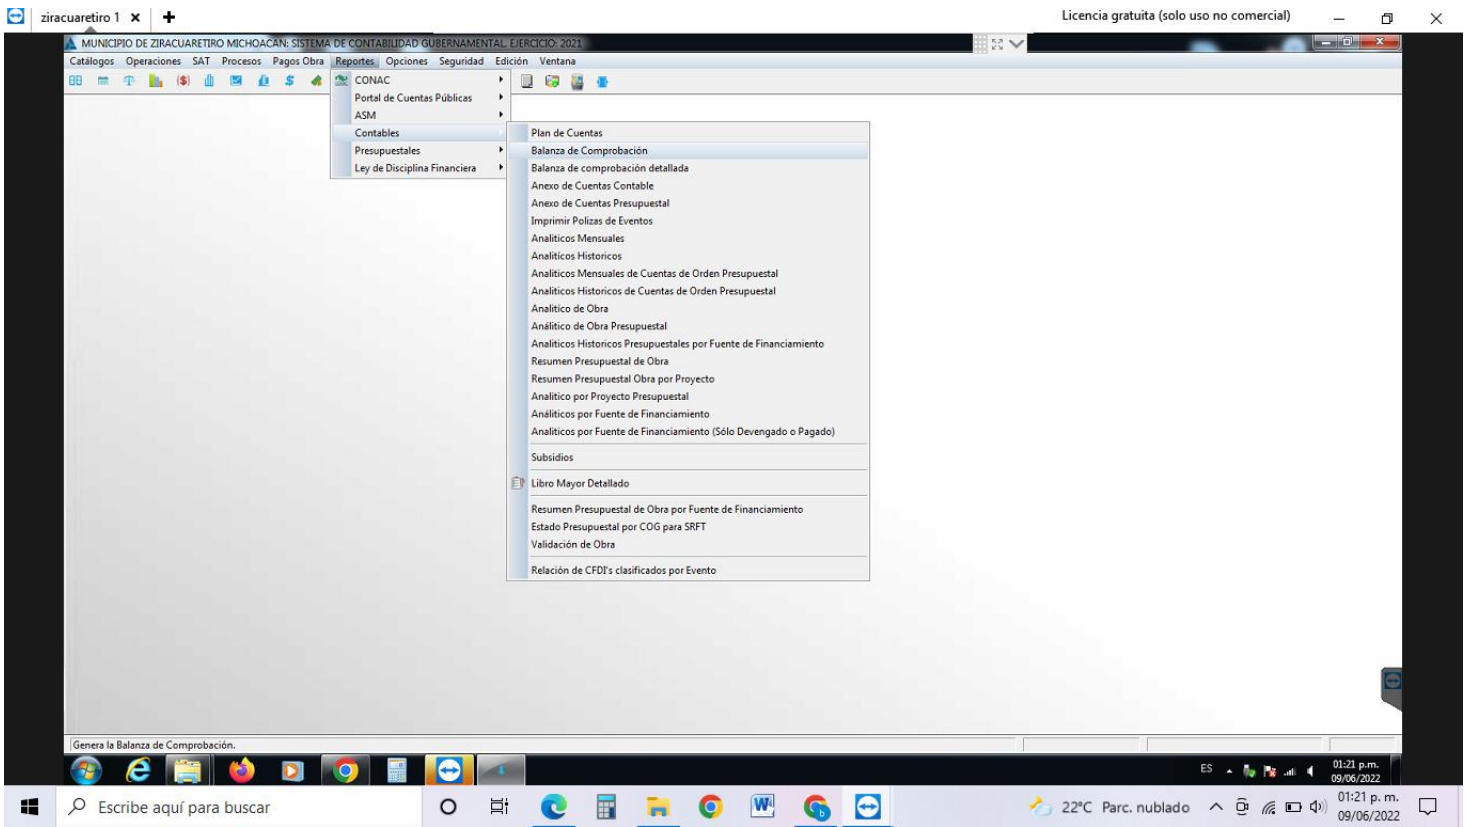 ziracuaretiro 1
Licencia gratuita (solo uso no comercial)
MUNICIPIO DE ZIRACUARETIRO MICHOACAN: SISTEMA DE CONTABILIDAD GUBERNAMENTAL. EJERCICIO: 2021
Catálogos Operaciones SAT Procesos Pagos Obra Reportes Opciones Seguridad Edición Ventana
CONAC
Portal de Cuentas Públicas
ASM
Contables
Presupuestales
Ley de Disciplina Financiera
Plan de Cuentas
Balanza de Comprobación
Balanza de comprobación detallada
Anexo de Cuentas Contable
Anexo de Cuentas Presupuestal
Imprimir Polizas de Eventos
Analiticos Mensuales
Analiticos Historicos
Analiticos Mensuales de Cuentas de Orden Presupuestal
Analiticos Historicos de Cuentas de Orden Presupuestal
Analitico de Obra
Análitico de Obra Presupuestal
Analiticos Historicos Presupuestales por Fuente de Financiamiento
Resumen Presupuestal de Obra
Resumen Presupuestal Obra por Proyecto
Analitico por Proyecto Presupuestal
Análiticos por Fuente de Financiamiento
Analiticos por Fuente de Financiamiento (Sólo Devengado o Pagado)
Subsidios
Libro Mayor Detallado
Resumen Presupuestal de Obra por Fuente de Financiamiento
Estado Presupuestal por COG para SRFT
Validación de Obra
Relación de CFDI's clasificados por Evento
Genera la Balanza de Comprobación.
ES
01:21 p.m.
09/06/2022
Escribe aquí para buscar
22°C Parc. nublado
01:21 p. m.
09/06/2022